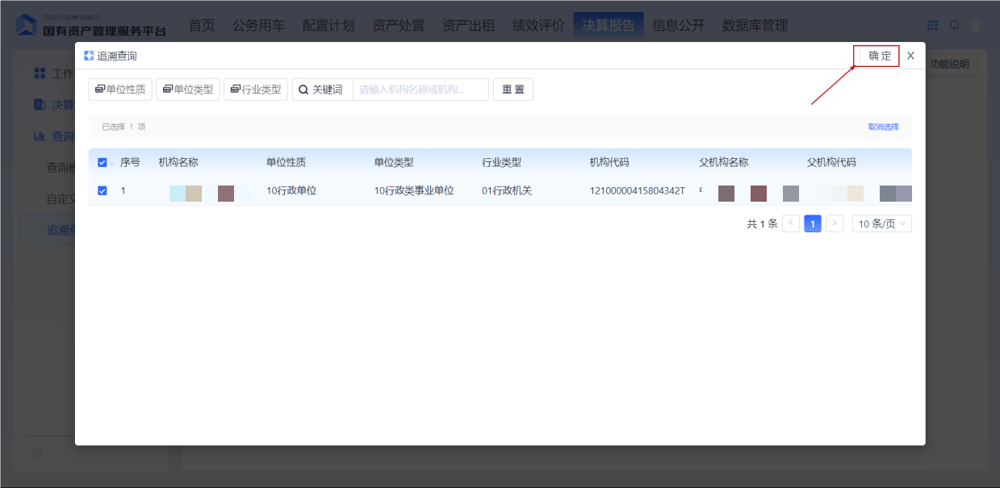 中央行政事业单位
国有资产管理服务平台
首页 公务用车 配置计划 资产处置 资产出租 绩效评价 决算报告 信息公开 数据库管理
追溯查询 确 定 X
功能说明
工作
决算
查询
查询模
自定义
追溯查
单位性质 单位类型 行业类型 关键词 请输入机构名称或机构... 重 置
已选择 1 项 取消选择
序号 机构名称 单位性质 单位类型 行业类型 机构代码 父机构名称 父机构代码
1 10行政单位 10行政类事业单位 01行政机关 12100000415804342T
共 1 条 < 1 > 10 条/页